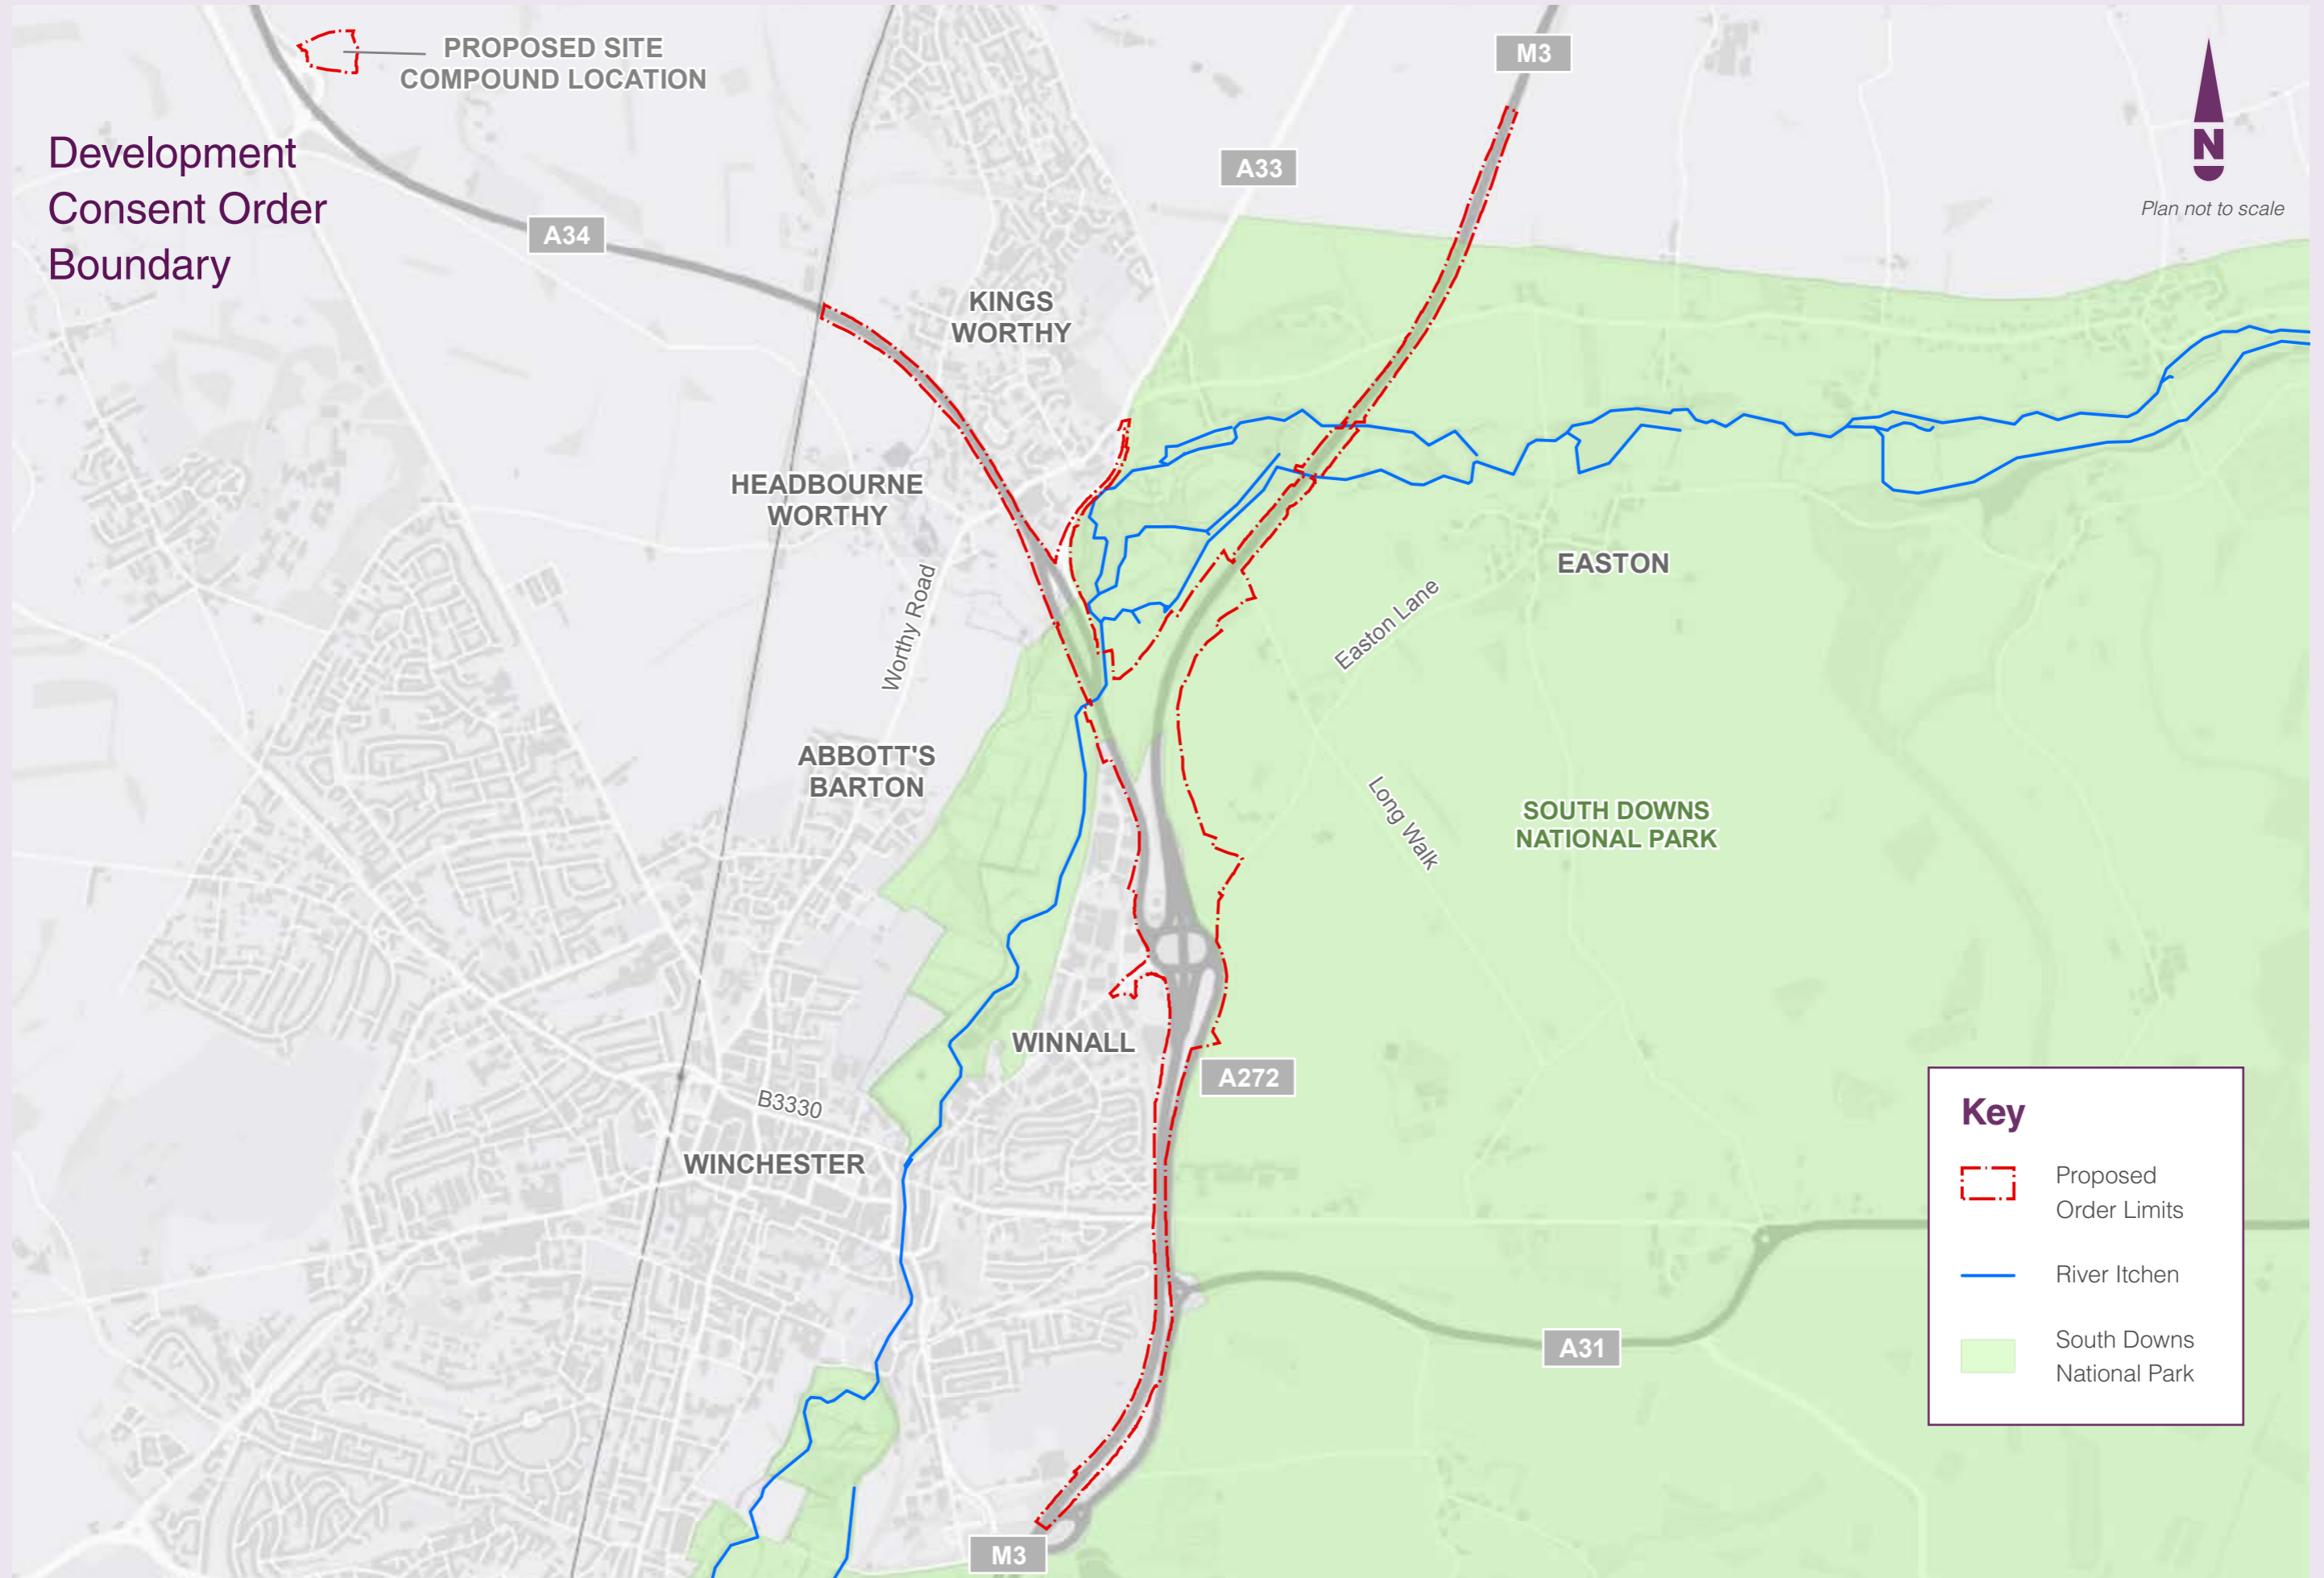 PROPOSED SITE
COMPOUND LOCATION
Development
Consent Order
Boundary
M3
A33
N
Plan not to scale
A34
KINGS
WORTHY
HEADBOURNE
WORTHY
EASTON
Worthy Road
Easton Lane
ABBOTT'S
BARTON
Long Walk
SOUTH DOWNS
NATIONAL PARK
WINNALL
A272
B3330
WINCHESTER
A31
M3
Key
Proposed
Order Limits
River Itchen
South Downs
National Park